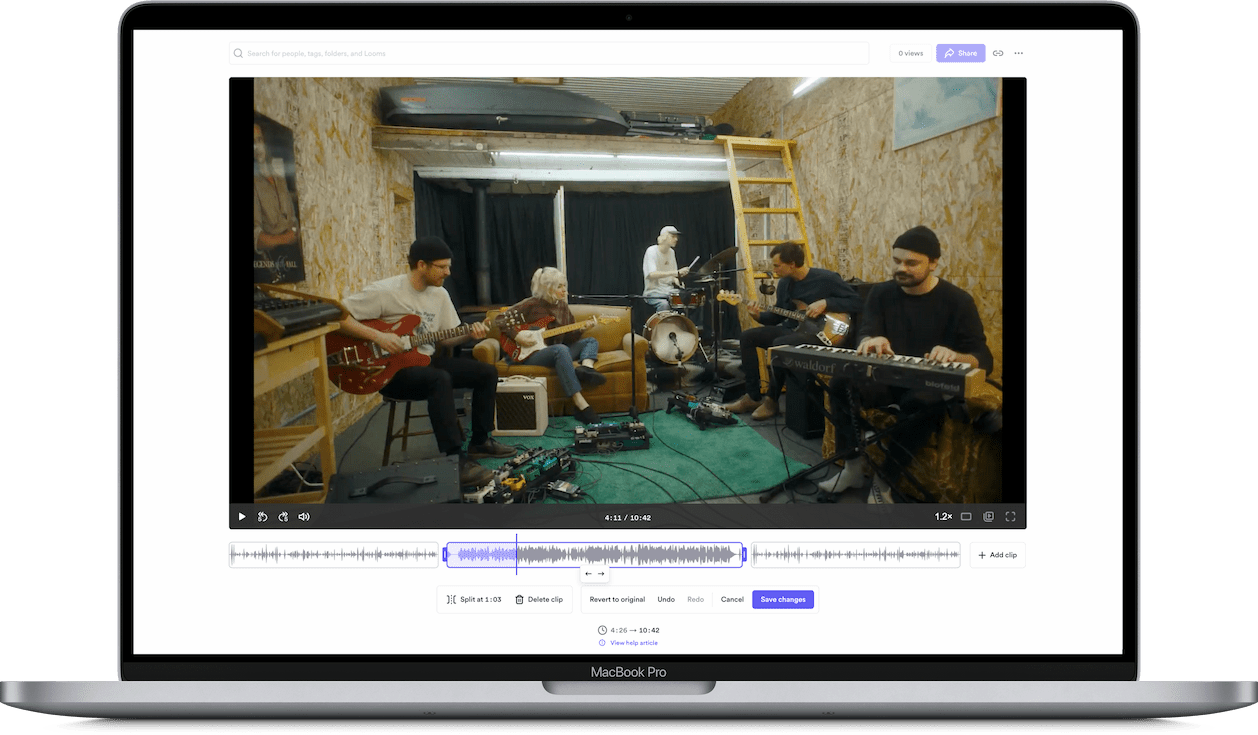 Search for people, tags, folders, and Looms
0 views
Share
VOX
waldorf
blofeld
4:11 / 10:42
1.2×
+ Add clip
← →
Split at 1:03
Delete clip
Revert to original
Undo
Redo
Cancel
Save changes
4:26 → 10:42
View help article
MacBook Pro